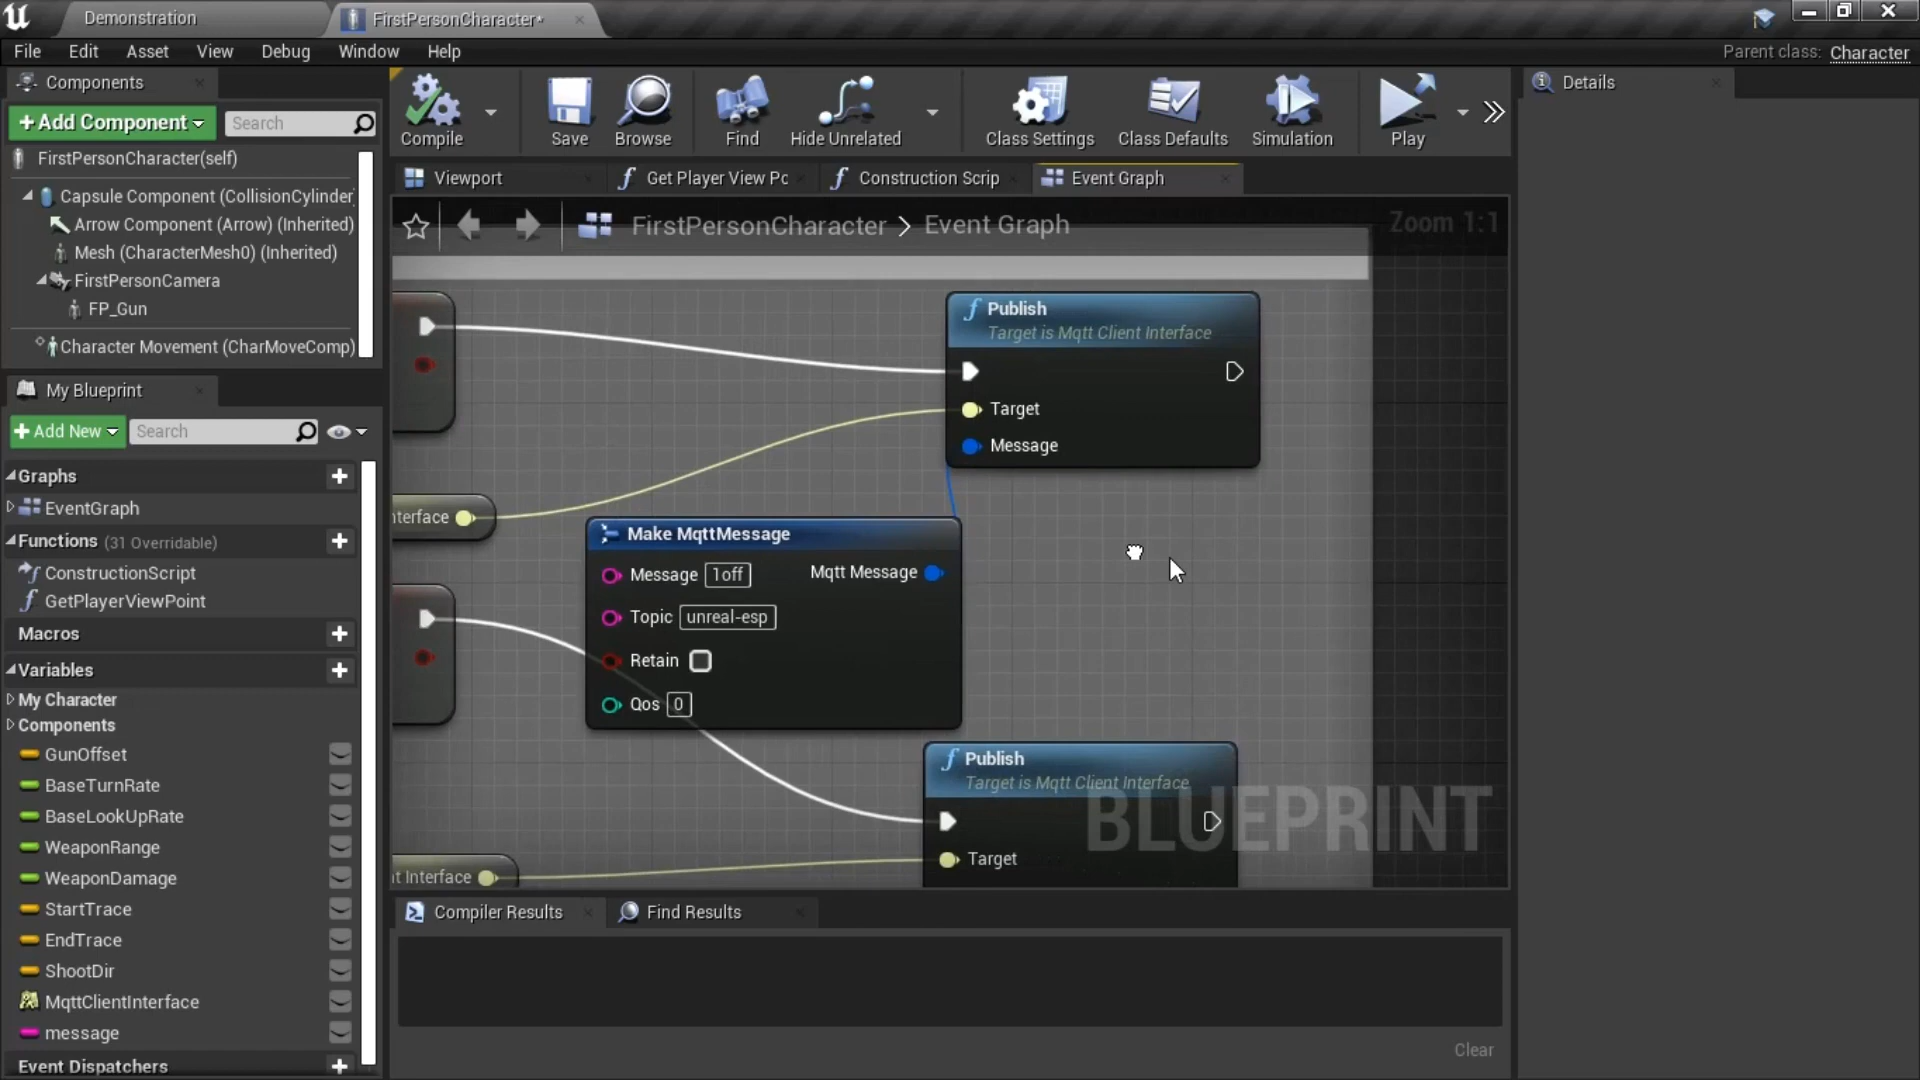 Demonstration
FirstPersonCharacter*
File Edit Asset View Debug Window Help
Parent class: Character
Components
+Add Component
Search
FirstPersonCharacter(self)
Capsule Component (CollisionCylinder
Arrow Component (Arrow) (Inherited)
Mesh (CharacterMesh0) (Inherited)
FirstPersonCamera
FP_Gun
Character Movement (CharMoveComp)
My Blueprint
+Add New
Search
Graphs
EventGraph
Functions (31 Overridable)
ConstructionScript
GetPlayerViewPoint
Macros
Variables
My Character
Components
GunOffset
BaseTurnRate
BaseLookUpRate
WeaponRange
WeaponDamage
StartTrace
EndTrace
ShootDir
MqttClientInterface
message
Event Dispatchers
Compile
Save
Browse
Find
Hide Unrelated
Class Settings
Class Defaults
Simulation
Play
Viewport
Get Player View Pc
Construction Scrip
Event Graph
FirstPersonCharacter > Event Graph
Zoom 1:1
Publish
Target is Mqtt Client Interface
Target
Message
nterface
Make MqttMessage
Message 1off
Mqtt Message
Topic unreal-esp
Retain
Qos 0
Publish
Target is Mqtt Client Interface
Target
t Interface
BLUEPRINT
Compiler Results
Find Results
Clear
Details